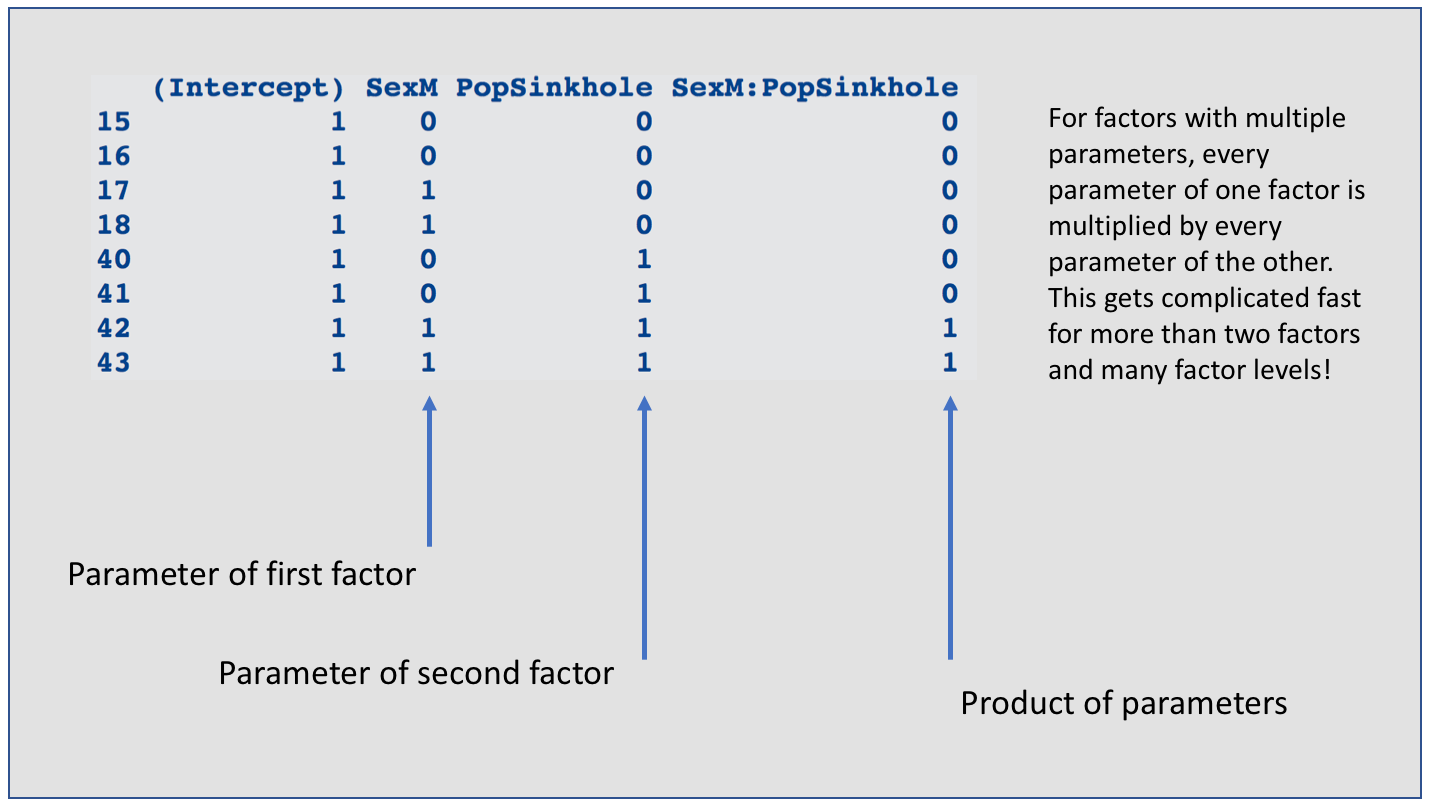 (Intercept) SexM PopSinkhole SexM:PopSinkhole
15 1 0 0 0
16 1 0 0 0
17 1 1 0 0
18 1 1 0 0
40 1 0 1 0
41 1 0 1 0
42 1 1 1 1
43 1 1 1 1
For factors with multiple
parameters, every
parameter of one factor is
multiplied by every
parameter of the other.
This gets complicated fast
for more than two factors
and many factor levels!
Parameter of first factor
Parameter of second factor
Product of parameters